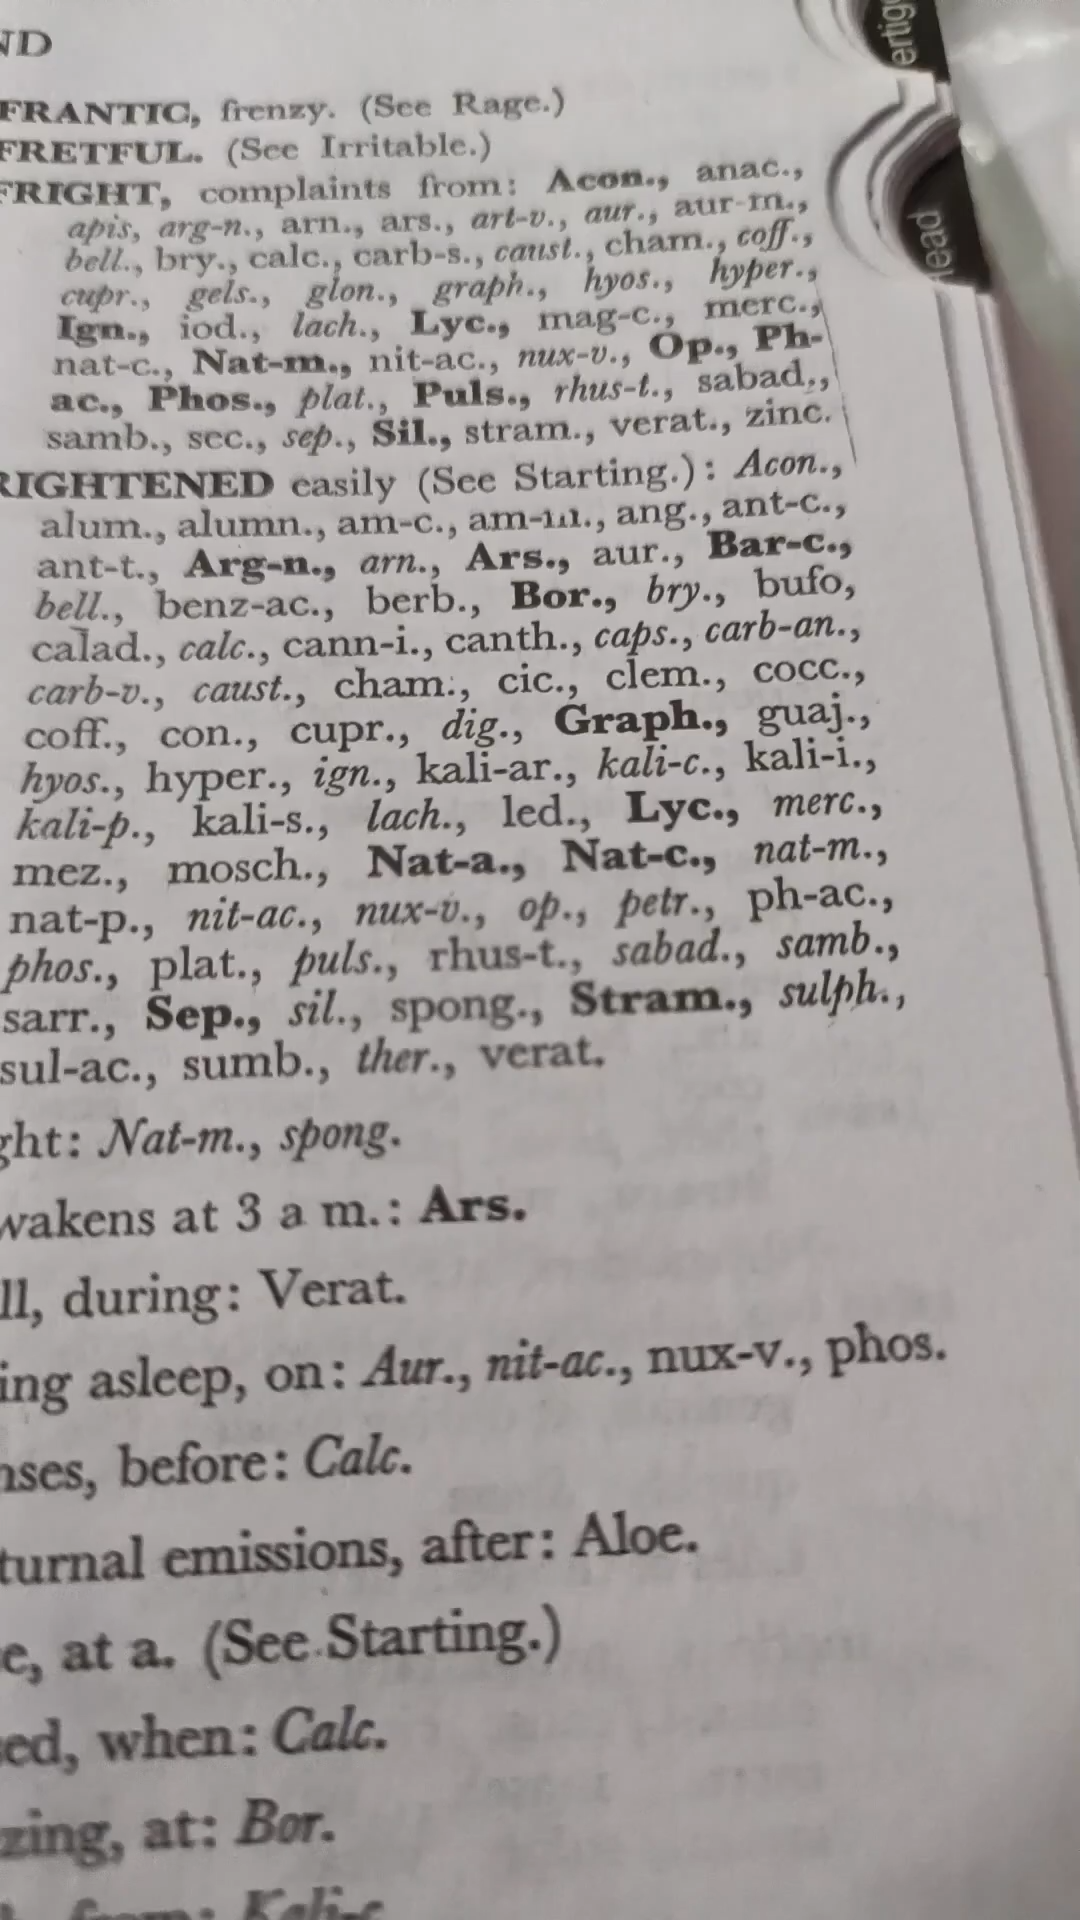 ND
FRANTIC, frenzy. (See Rage.)
FRETFUL. (See Irritable.)
FRIGHT, complaints from: Acon., anac.,
apis, arg-n., arn., ars., art-v., aur., aur-m.,
bell., bry., calc., carb-s., caust., cham., coff.,
cupr., gels., glon., graph., hyos., hyper.,
Ign., iod., lach., Lyc., mag-c., merc.,
nat-c., Nat-m., nit-ac., nux-v., Op., Ph-
ac., Phos., plat., Puls., rhus-t., sabad.,
samb., sec., sep., Sil., stram., verat., zinc.
RIGHTENED easily (See Starting.): Acon.,
alum., alumn., am-c., am-m., ang., ant-c.,
ant-t., Arg-n., arn., Ars., aur., Bar-c.,
bell., benz-ac., berb., Bor., bry., bufo,
calad., calc., cann-i., canth., caps., carb-an.,
carb-v., caust., cham., cic., clem., cocc.,
coff., con., cupr., dig., Graph., guaj.,
hyos., hyper., ign., kali-ar., kali-c., kali-i.,
kali-p., kali-s., lach., led., Lyc., merc.,
mez., mosch., Nat-a., Nat-c., nat-m.,
nat-p., nit-ac., nux-v., op., petr., ph-ac.,
phos., plat., puls., rhus-t., sabad., samb.,
sarr., Sep., sil., spong., Stram., sulph.,
sul-ac., sumb., ther., verat.
ght: Nat-m., spong.
wakens at 3 a m.: Ars.
ll, during: Verat.
ing asleep, on: Aur., nit-ac., nux-v., phos.
nses, before: Calc.
turnal emissions, after: Aloe.
e, at a. (See Starting.)
ed, when: Calc.
zing, at: Bor.
from: Kali-c
ertig
Head